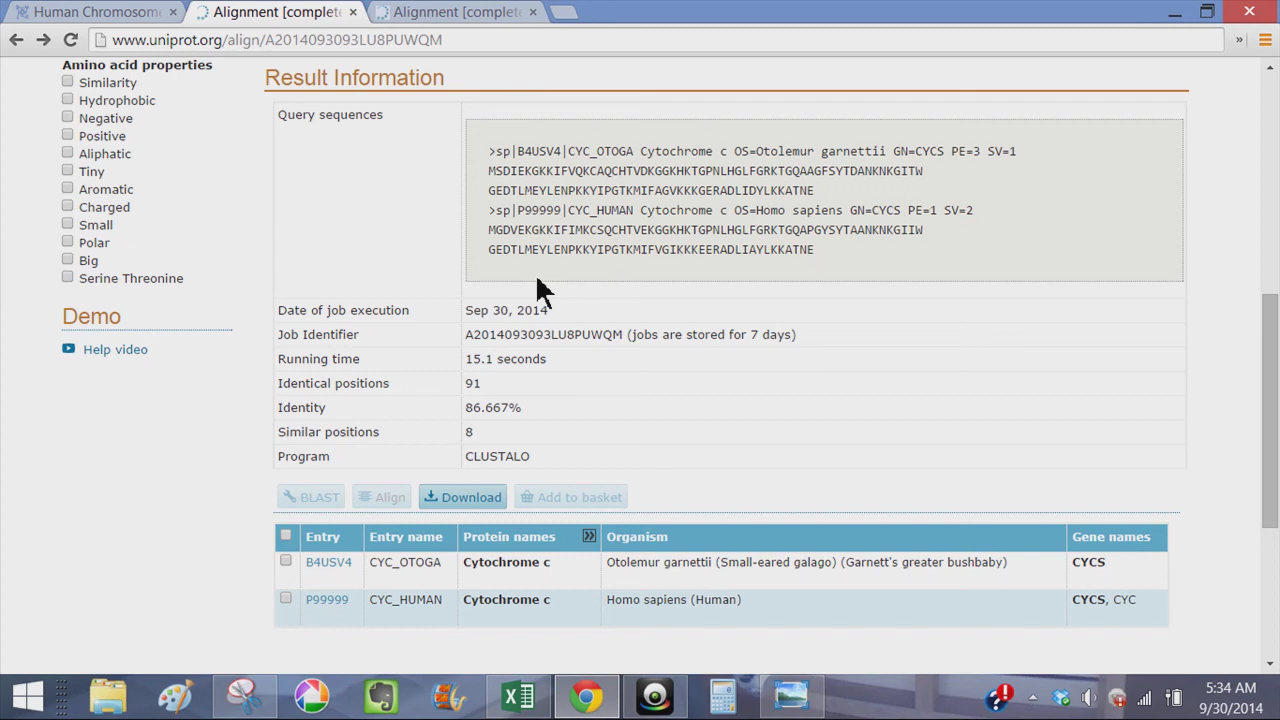 Human Chromosome
Alignment [complete
Alignment [complete
www.uniprot.org/align/A2014093093LU8PUWQM
Amino acid properties
Similarity
Hydrophobic
Negative
Positive
Aliphatic
Tiny
Aromatic
Charged
Small
Polar
Big
Serine Threonine
Demo
Help video
Result Information
Query sequences
>sp|B4USV4|CYC_OTOGA Cytochrome c OS=Otolemur garnettii GN=CYCS PE=3 SV=1
MSDIEKGKKIFVQKCAQCHTVDKGGKHKTGPNLHGLFGRKTGQAAGFSYTDANKNKGITW
GEDTLMEYLENPKKYIPGTKMIFAGVKKKGERADLIDYLKKATNE
>sp|P99999|CYC_HUMAN Cytochrome c OS=Homo sapiens GN=CYCS PE=1 SV=2
MGDVEKGKKIFIMKCSQCHTVEKGGKHKTGPNLHGLFGRKTGQAPGYSYTAANKNKGIIW
GEDTLMEYLENPKKYIPGTKMIFVGIKKKEERADLIAYLKKATNE
Date of job execution Sep 30, 2014
Job Identifier A2014093093LU8PUWQM (jobs are stored for 7 days)
Running time 15.1 seconds
Identical positions 91
Identity 86.667%
Similar positions 8
Program CLUSTALO
BLAST Align Download Add to basket
Entry Entry name Protein names » Organism Gene names
B4USV4 CYC_OTOGA Cytochrome c Otolemur garnettii (Small-eared galago) (Garnett's greater bushbaby) CYCS
P99999 CYC_HUMAN Cytochrome c Homo sapiens (Human) CYCS, CYC
5:34 AM
9/30/2014